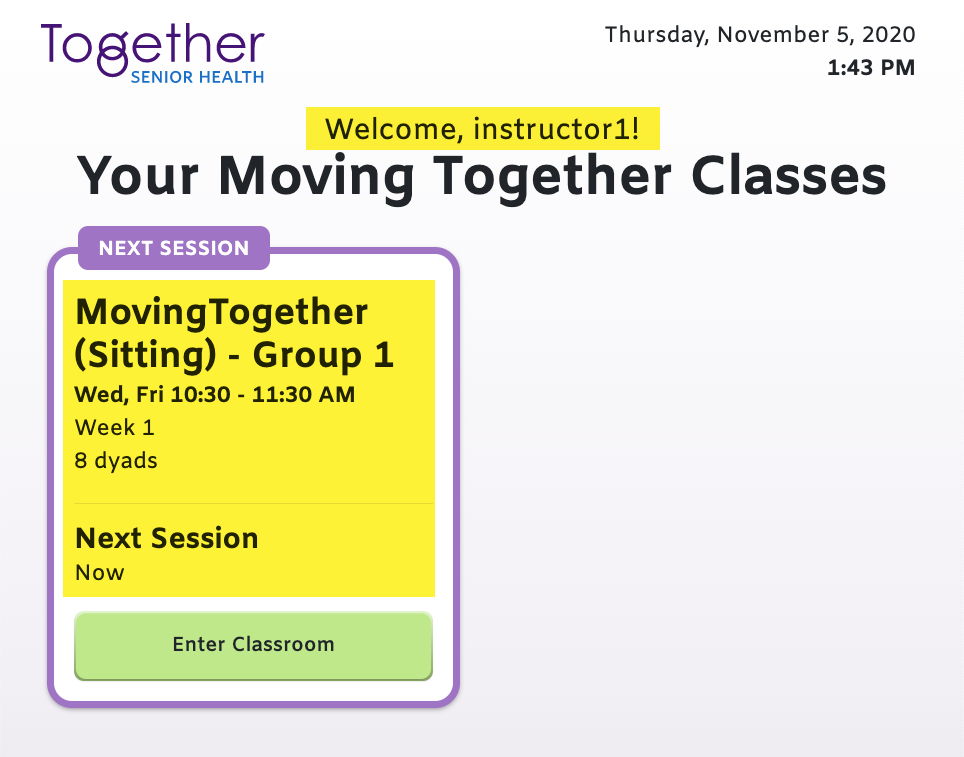 Together
SENIOR HEALTH
Thursday, November 5, 2020
1:43 PM
Welcome, instructor1!
Your Moving Together Classes
NEXT SESSION
MovingTogether
(Sitting) - Group 1
Wed, Fri 10:30 - 11:30 AM
Week 1
8 dyads
Next Session
Now
Enter Classroom